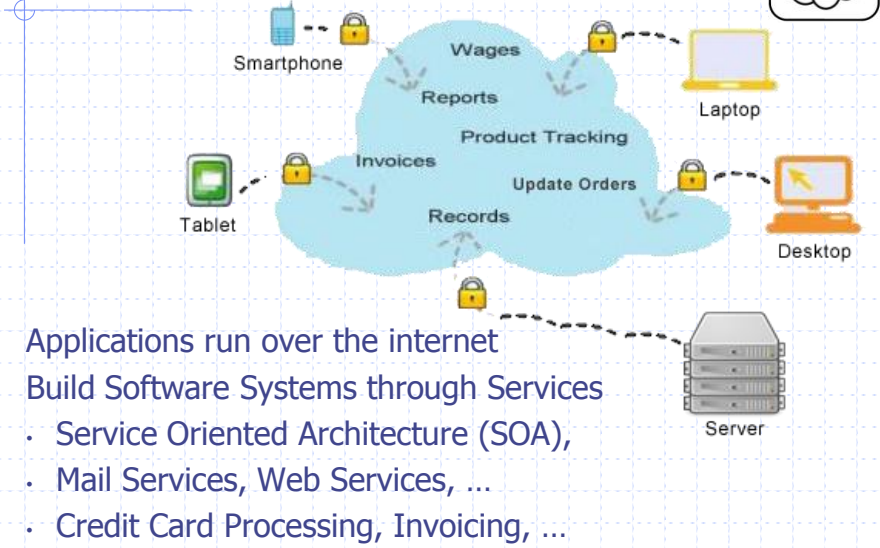 Smartphone
Wages
Laptop
Reports
Product Tracking
Invoices
Update Orders
Tablet
Records
Desktop
Server
Applications run over the internet
Build Software Systems through Services
· Service Oriented Architecture (SOA),
· Mail Services, Web Services, …
· Credit Card Processing, Invoicing, …